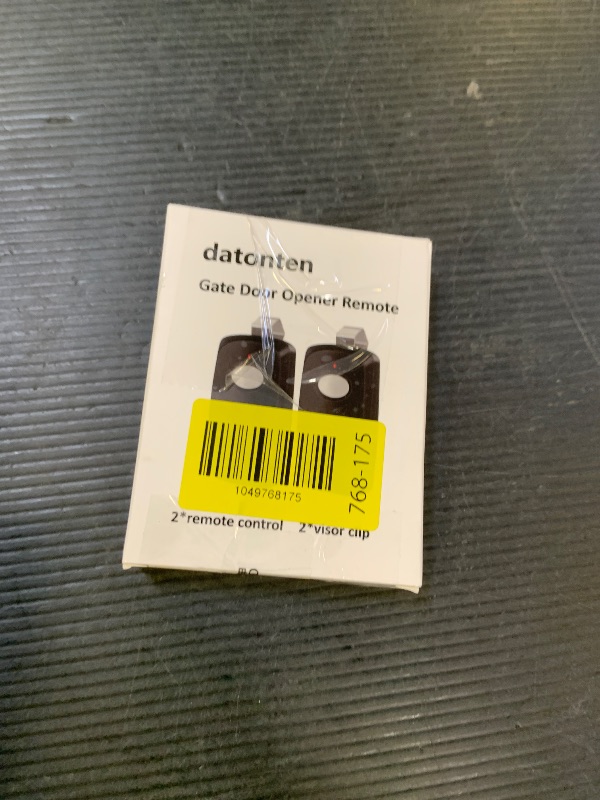 datonten
Gate Door Opener Remote
1049768175
768-175
2*remote control 2*visor clip